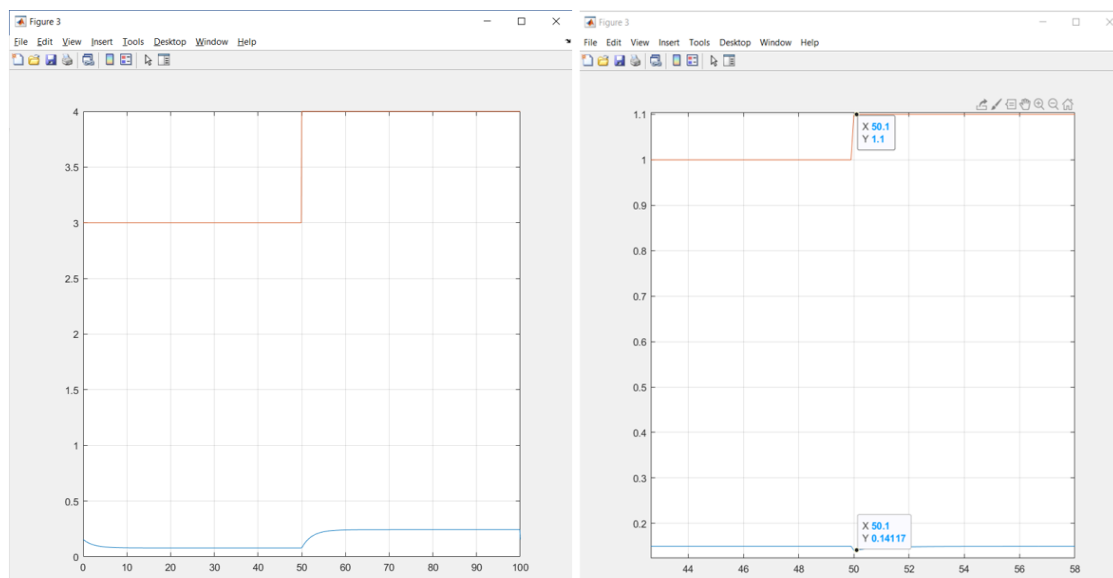 Figure 3
File Edit View Insert Tools Desktop Window Help
4
3.5
3
2.5
2
1.5
1
0.5
0
0 10 20 30 40 50 60 70 80 90 100
Figure 3
File Edit View Insert Tools Desktop Window Help
1.1
1
0.9
0.8
0.7
0.6
0.5
0.4
0.3
0.2
X 50.1
Y 1.1
X 50.1
Y 0.14117
44 46 48 50 52 54 56 58